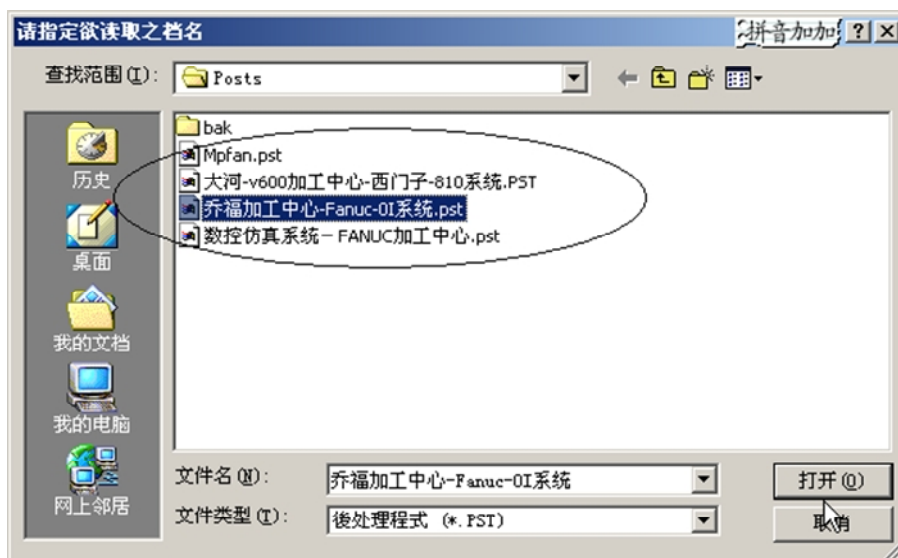 请指定欲读取之档名
拼音加加
查找范围(I):
Posts
bak
Mpfan.pst
大河-v600加工中心-西门子-810系统.PST
乔福加工中心-Fanuc-0I系统.pst
数控仿真系统－FANUC加工中心.pst
历史
桌面
我的文档
我的电脑
网上邻居
文件名(N):
乔福加工中心-Fanuc-0I系统
打开(O)
文件类型(T):
後处理程式 (*.PST)
取消